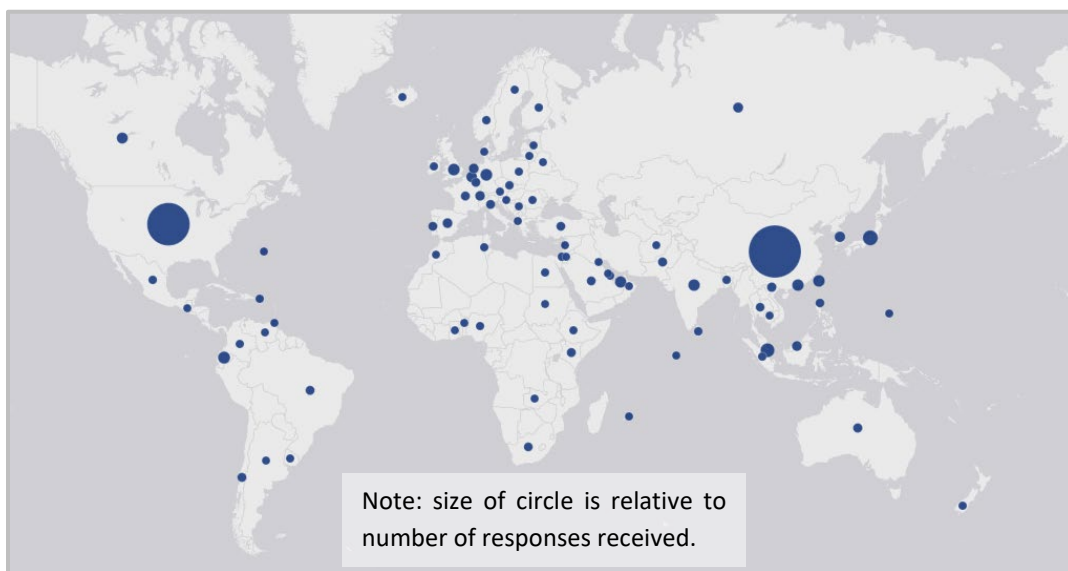 Note: size of circle is relative to
number of responses received.